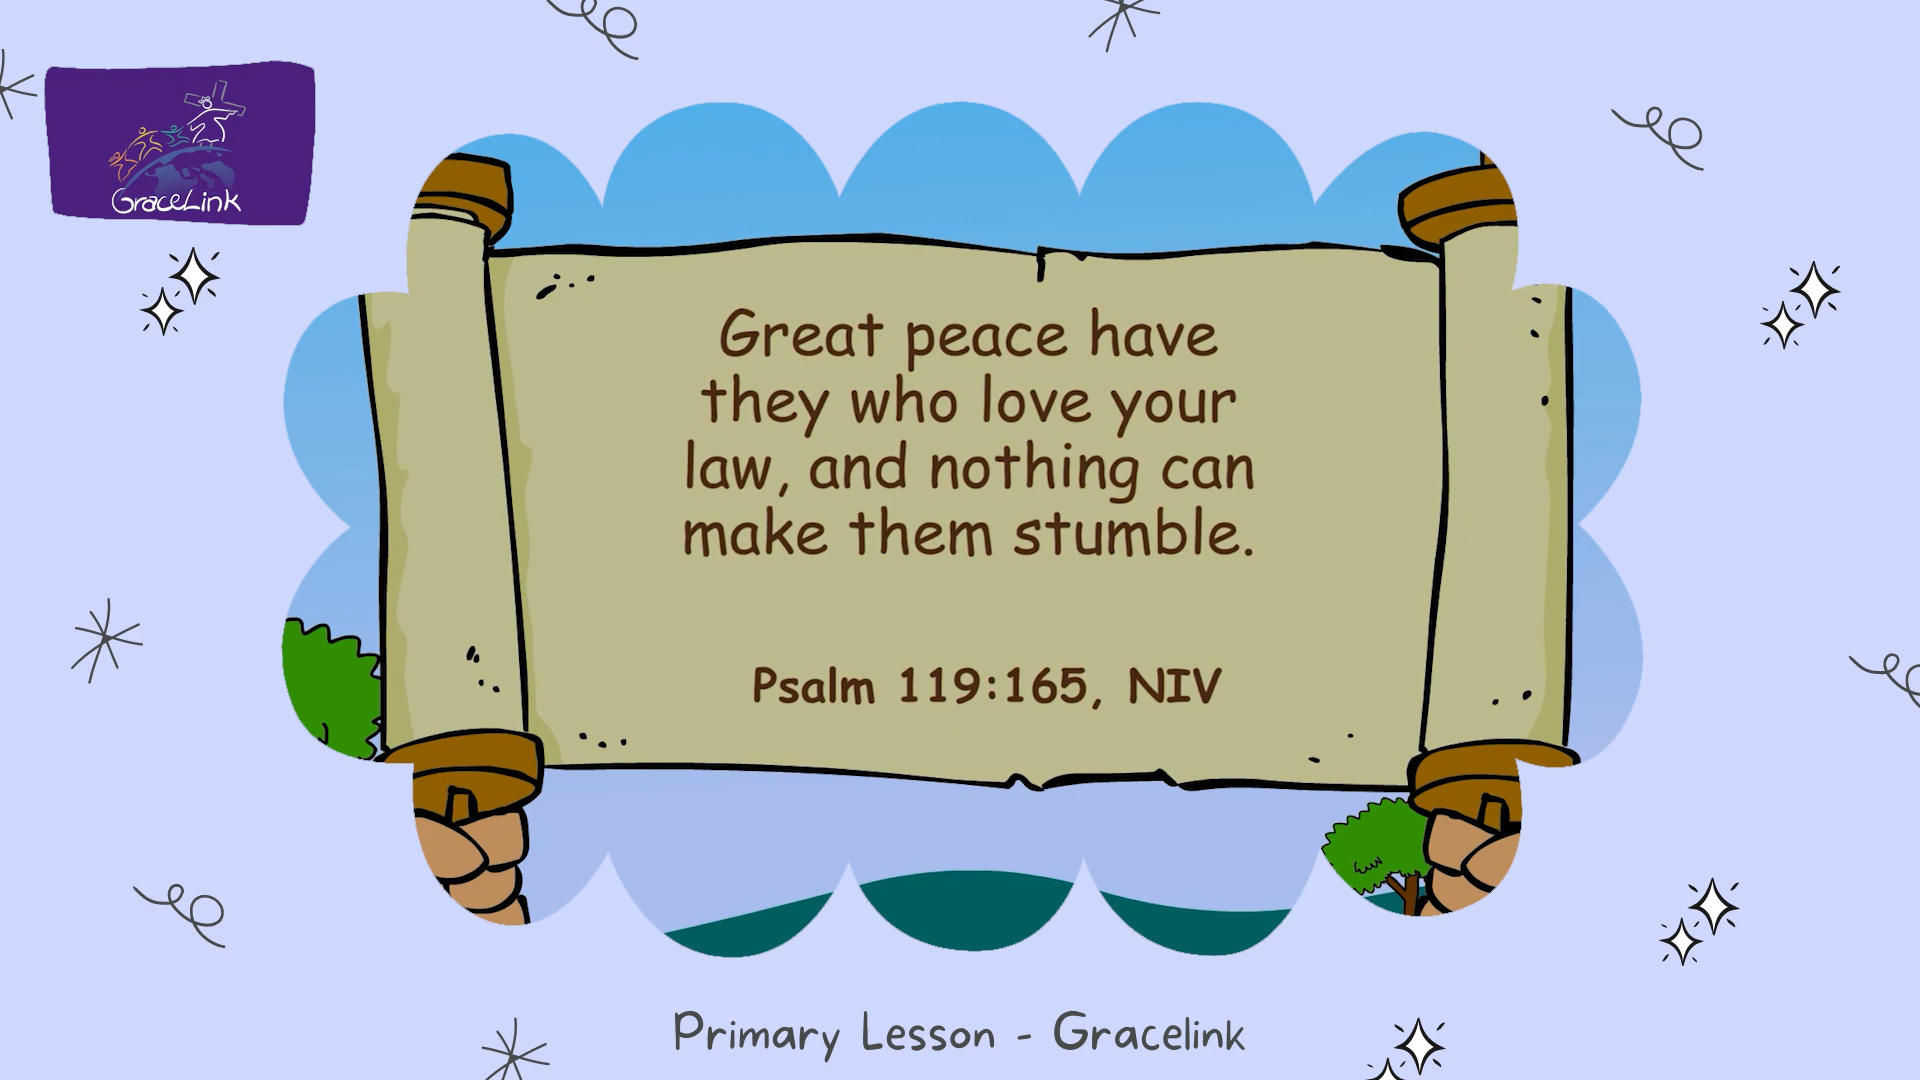 GraceLink
Great peace have
they who love your
law, and nothing can
make them stumble.
Psalm 119:165, NIV
Primary Lesson - Gracelink